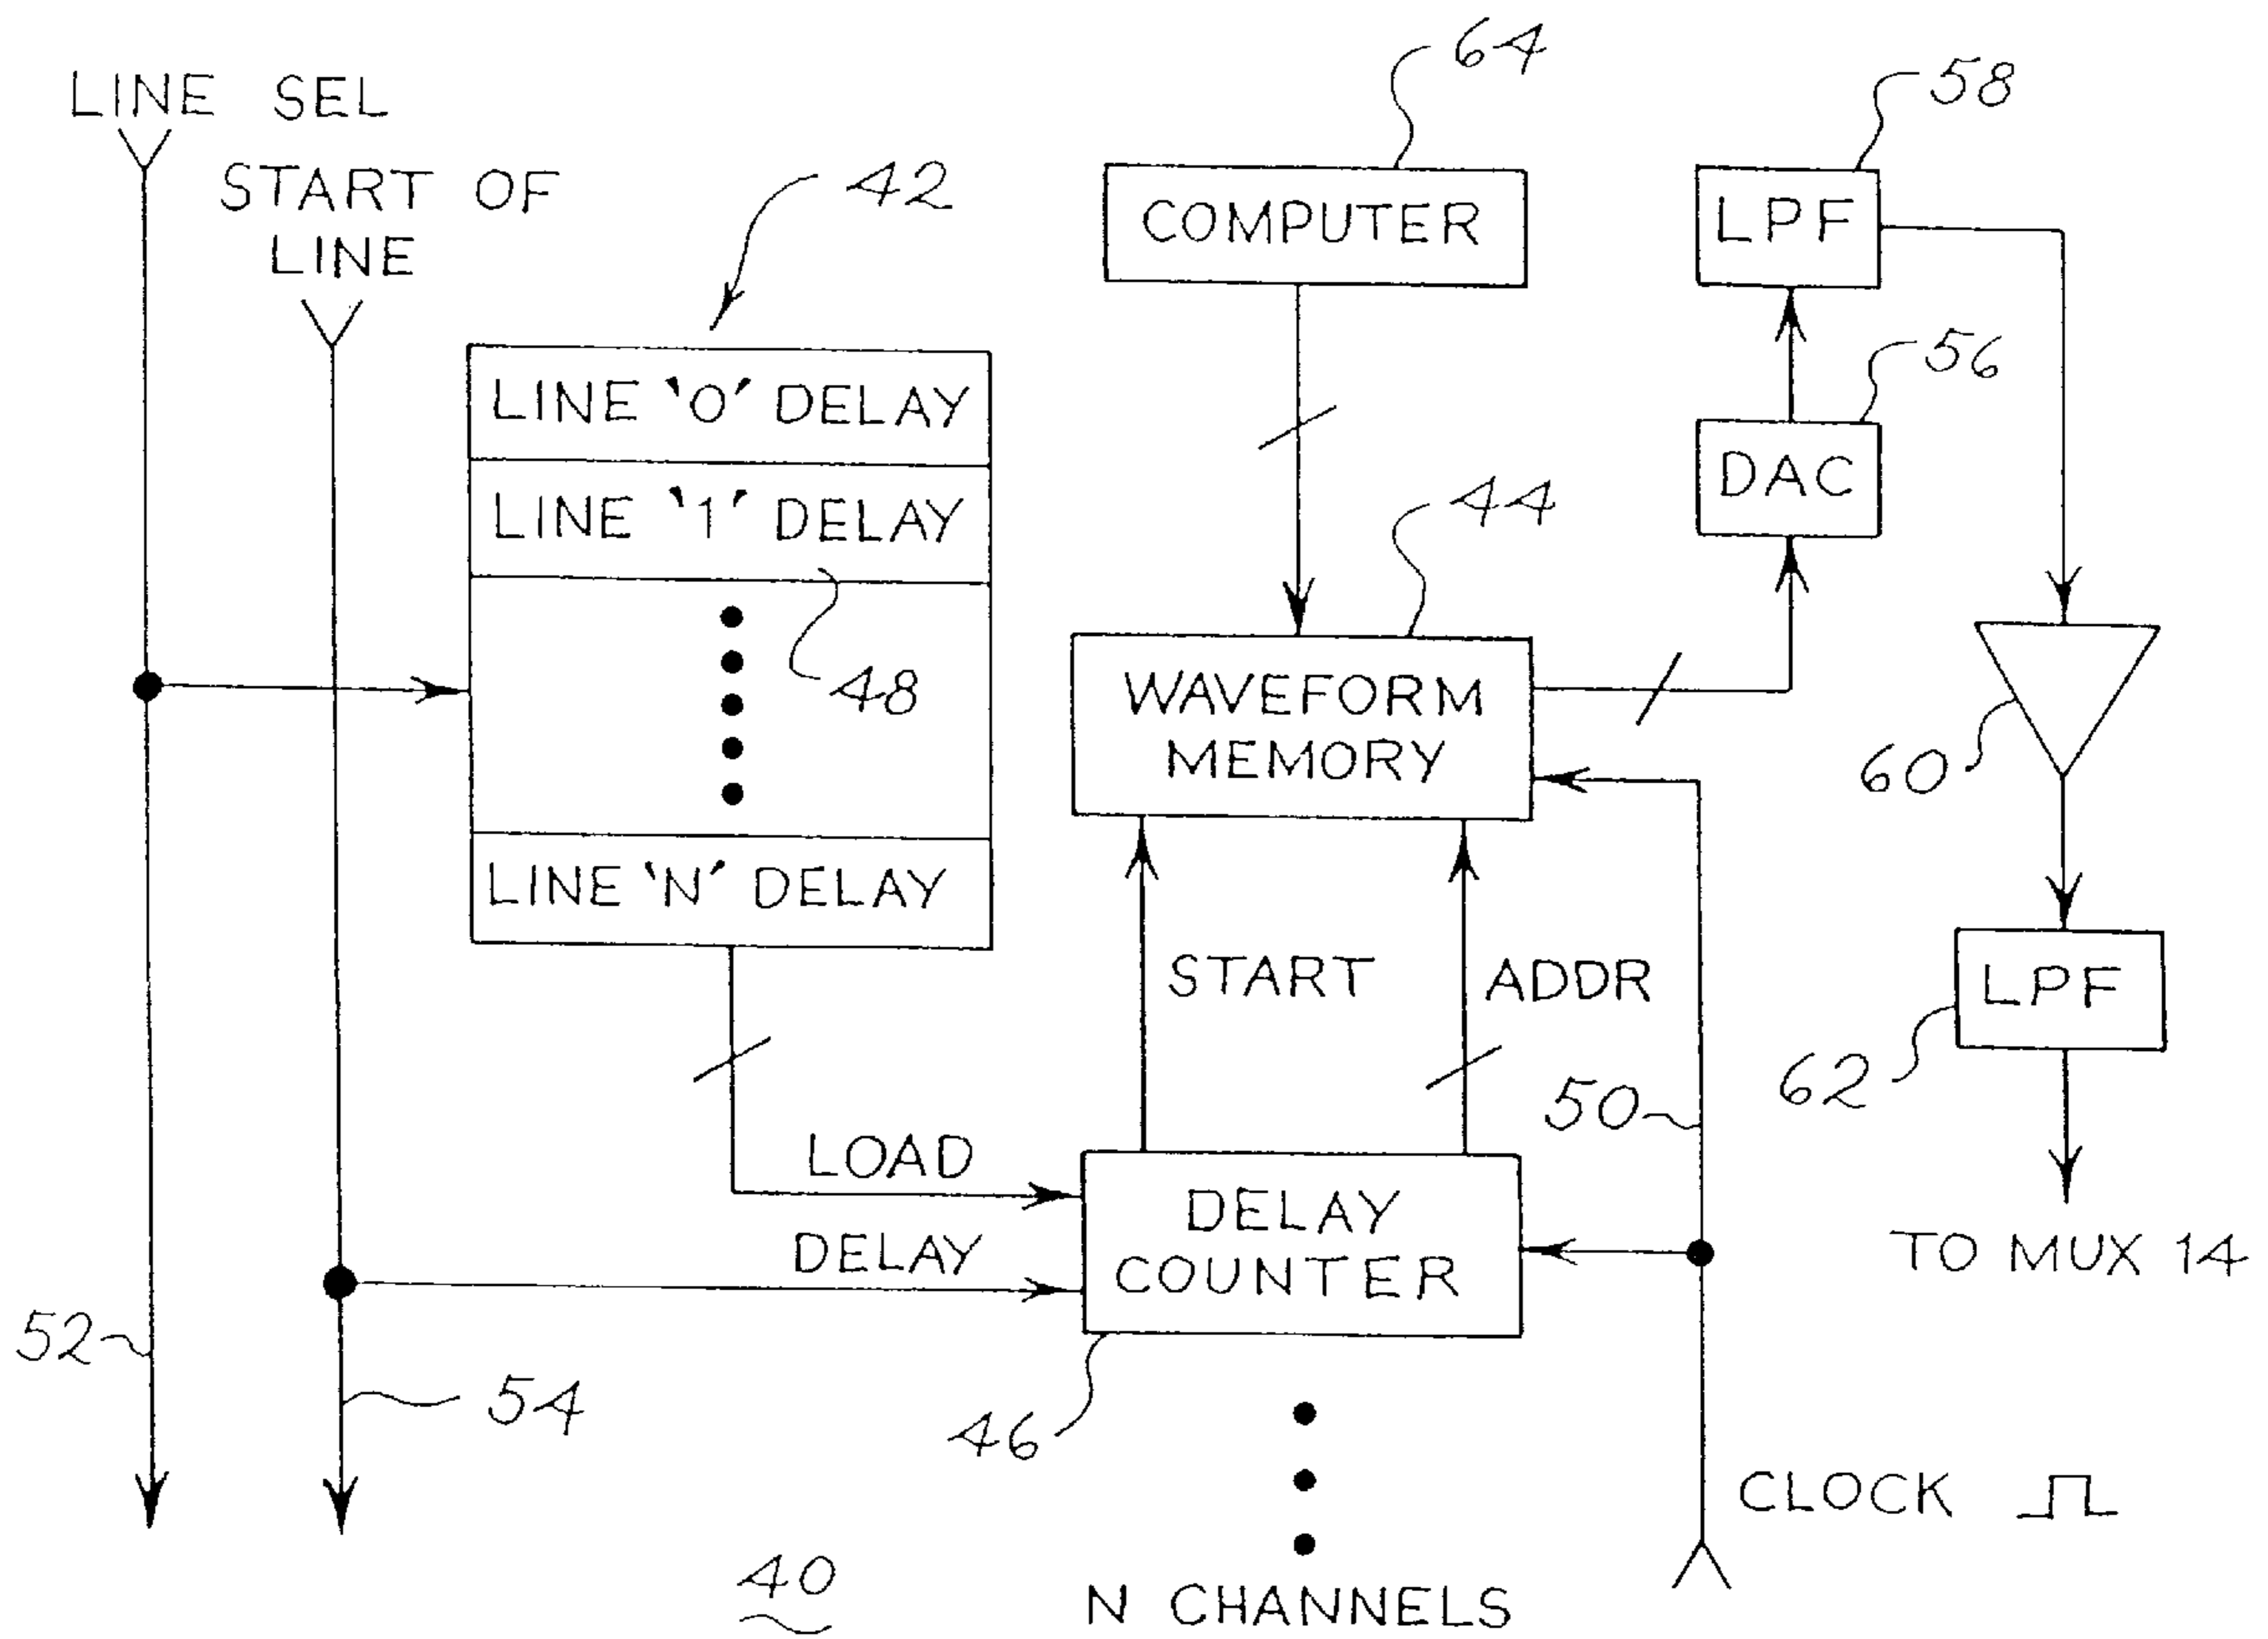 LINE SEL
START OF
LINE
42
64
58
COMPUTER
LPF
56
LINE '0' DELAY
LINE '1' DELAY
48
LINE 'N' DELAY
44
DAC
WAVEFORM
MEMORY
60
START
ADDR
LPF
62
50
LOAD
DELAY
DELAY
COUNTER
TO MUX 14
52
54
46
CLOCK
40
N CHANNELS